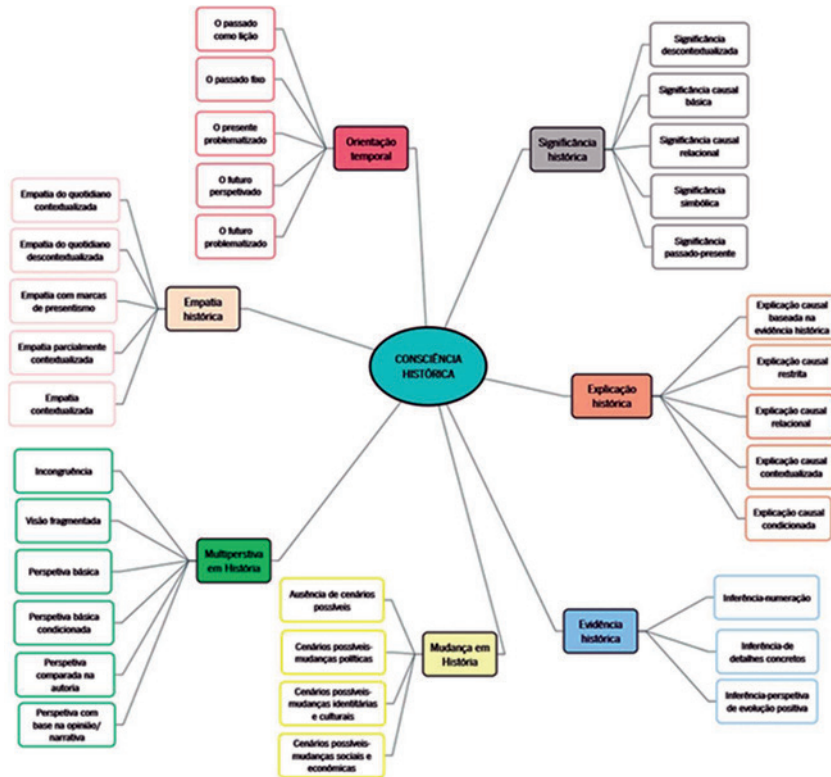 O passado
como lição
O passado fixo
O presente
problematizado
O futuro
perspetivado
O futuro
problematizado
Orientação
temporal
Significância
histórica
Significância
descontextualizada
Significância causal
básica
Significância causal
relacional
Significância
simbólica
Significância
passado-presente
Empatia do quotidiano
contextualizada
Empatia do quotidiano
descontextualizada
Empatia com marcas
de presentismo
Empatia parcialmente
contextualizada
Empatia
contextualizada
Empatia
histórica
CONSCIÊNCIA
HISTÓRICA
Explicação
histórica
Explicação causal
baseada na
evidência histórica
Explicação causal
restrita
Explicação causal
relacional
Explicação causal
contextualizada
Explicação causal
condicionada
Incongruência
Visão fragmentada
Perspetiva básica
Perspetiva básica
condicionada
Perspetiva
comparada na
autoria
Perspetiva com
base na opinião/
narrativa
Multiperstiva
em História
Ausência de cenários
possíveis
Cenários possíveis-
mudanças políticas
Cenários possíveis-
mudanças identitárias
e culturais
Cenários possíveis-
mudanças sociais e
económicas
Mudança em
História
Evidência
histórica
Inferência-numeração
Inferência-de
detalhes concretos
Inferência-perspetiva
de evolução positiva